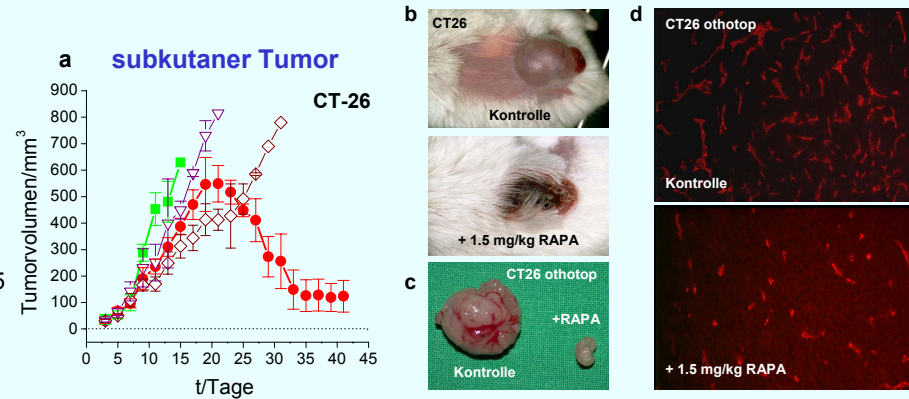 a
subkutaner Tumor
CT-26
Tumorvolumen/mm³
900
800
700
600
500
400
300
200
100
0
0
5
10
15
20
25
30
35
40
45
t/Tage
b
CT26
Kontrolle
+ 1.5 mg/kg RAPA
c
CT26 othotop
+RAPA
Kontrolle
d
CT26 othotop
Kontrolle
+ 1.5 mg/kg RAPA